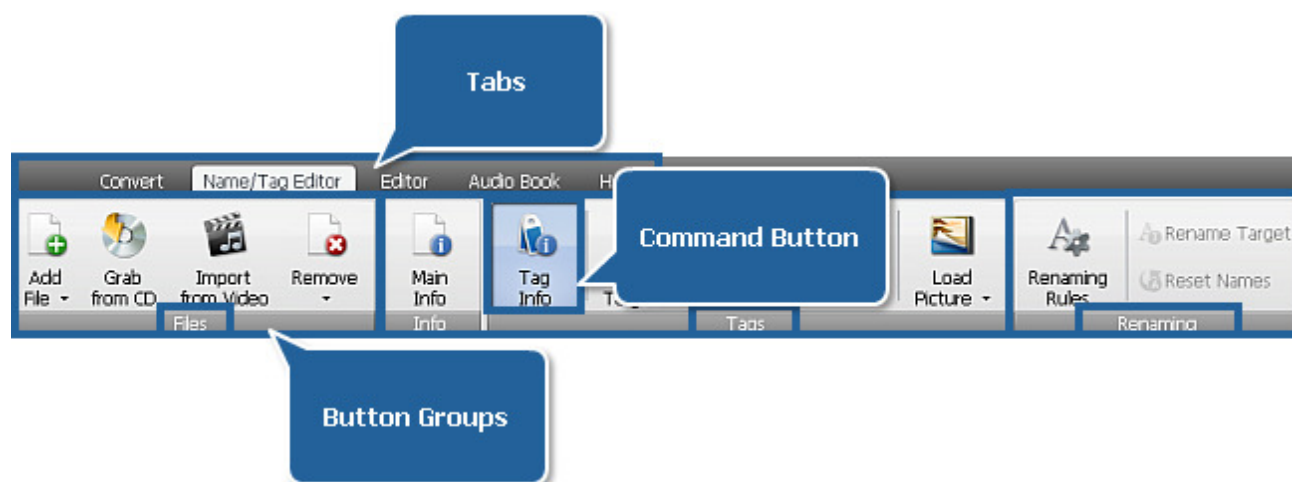 Tabs
Convert Name/Tag Editor Editor Audio Book
Command Button
Add File
Grab from CD
Import from Video
Remove
Main Info
Tag Info
Load Picture
Renaming Rules
Rename Target
Reset Names
Files Info Tags Renaming
Button Groups